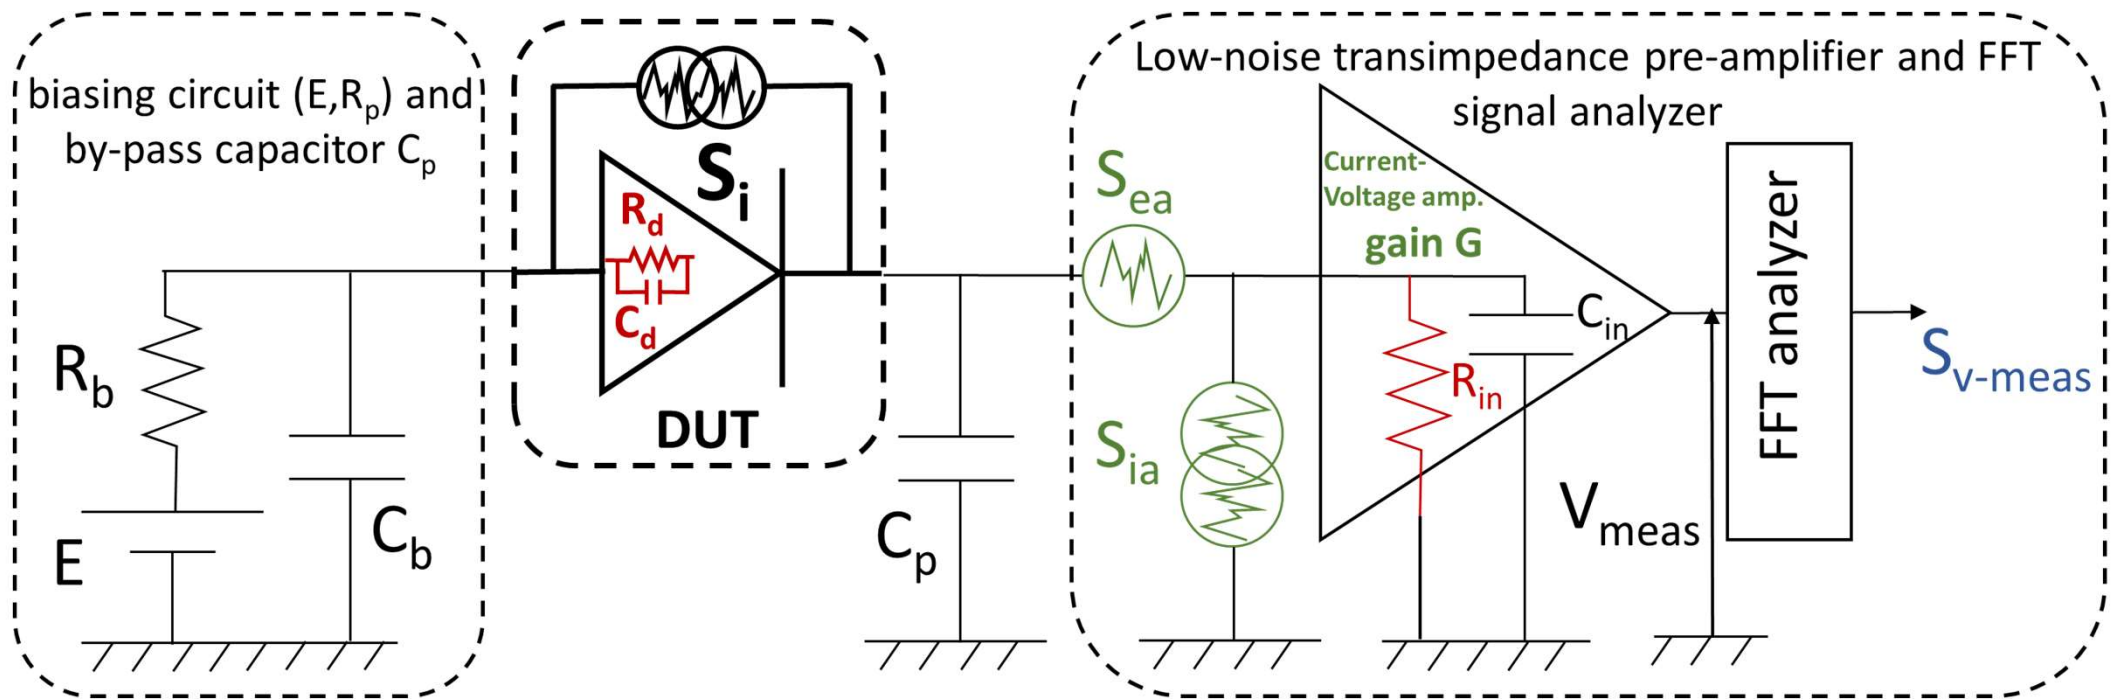 biasing circuit (E,Rp) and
by-pass capacitor Cp
Rb
E
Cb
Si
Rd
Cd
DUT
Cp
Low-noise transimpedance pre-amplifier and FFT
signal analyzer
Sea
Sia
Current-
Voltage amp.
gain G
Cin
Rin
Vmeas
FFT analyzer
Sv-meas